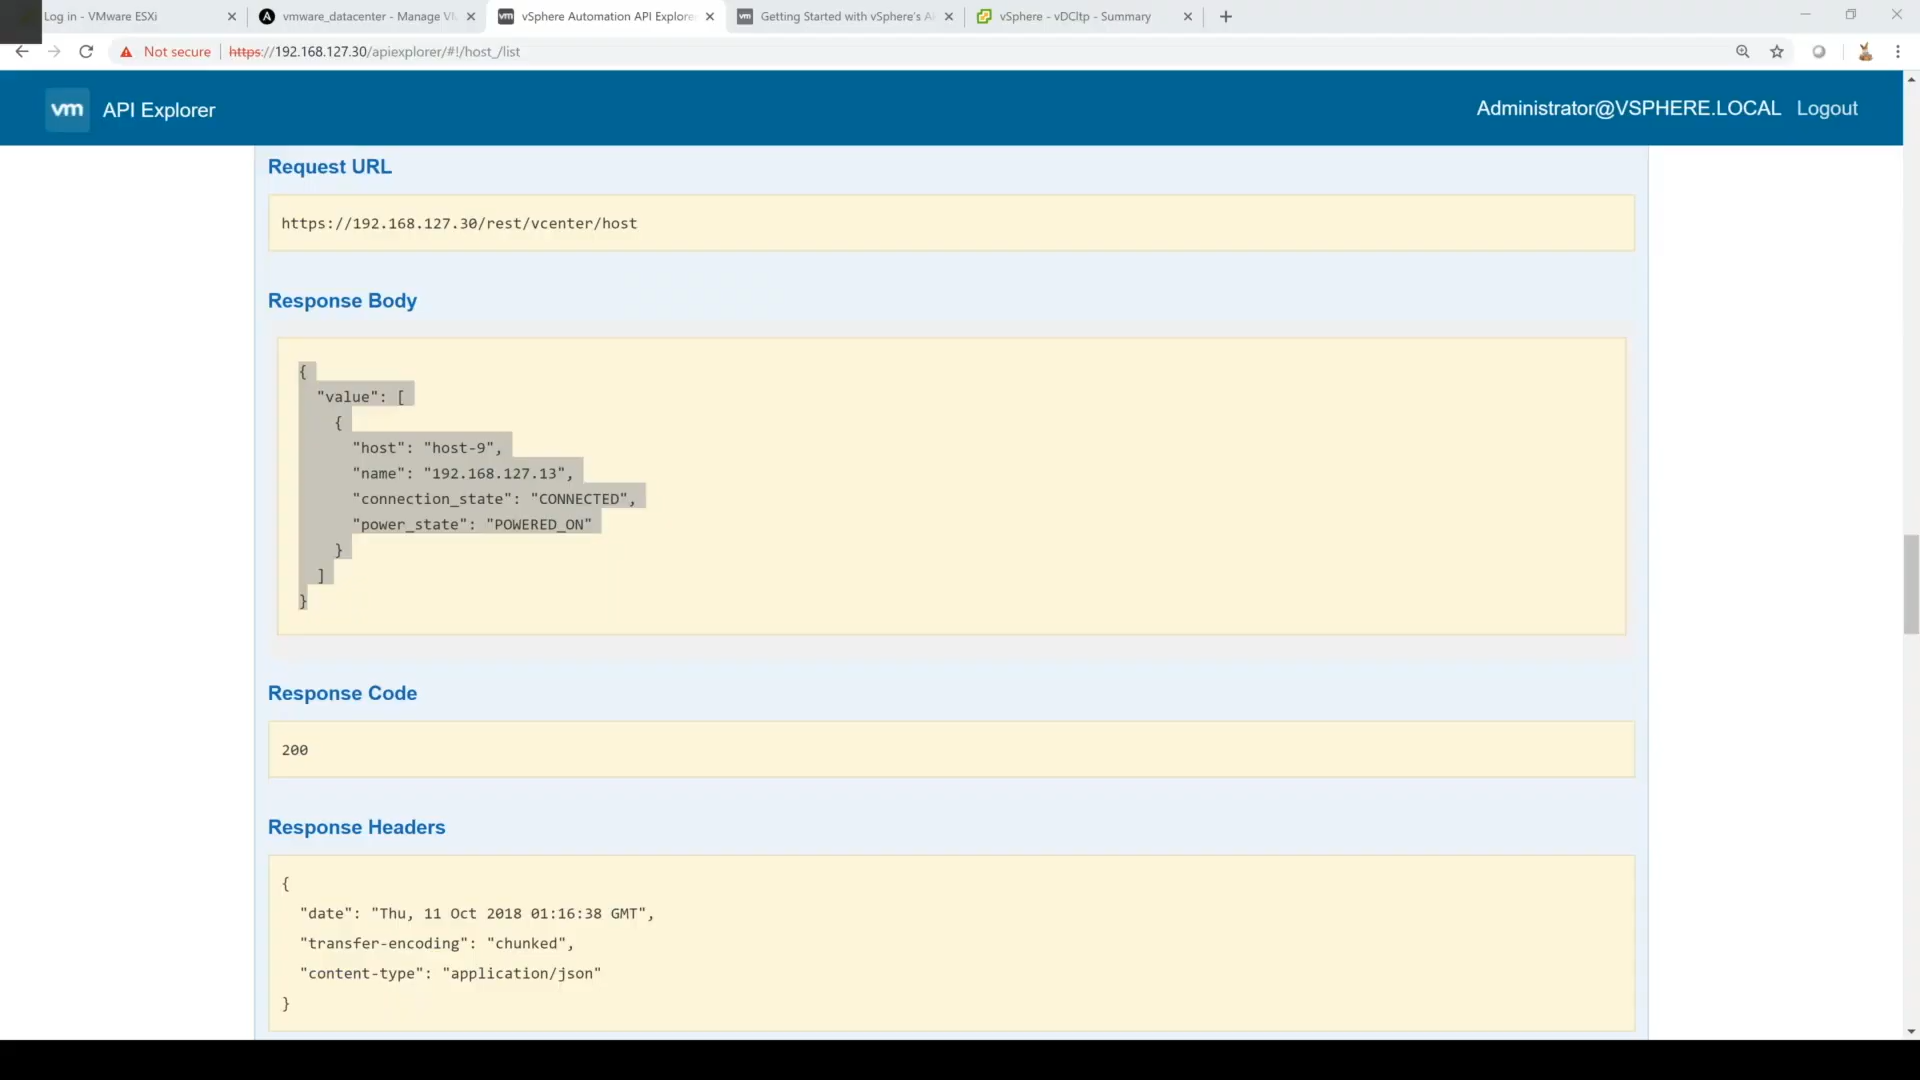 Log in - VMware ESXi
vmware_datacenter - Manage VM
vSphere Automation API Explore
Getting Started with vSphere's A
vSphere - vDCltp - Summary
Not secure
https://192.168.127.30/apiexplorer/#!/host_/list
vm
API Explorer
Administrator@VSPHERE.LOCAL
Logout
Request URL
https://192.168.127.30/rest/vcenter/host
Response Body
{
"value": [
{
"host": "host-9",
"name": "192.168.127.13",
"connection_state": "CONNECTED",
"power_state": "POWERED_ON"
}
]
}
Response Code
200
Response Headers
{
"date": "Thu, 11 Oct 2018 01:16:38 GMT",
"transfer-encoding": "chunked",
"content-type": "application/json"
}